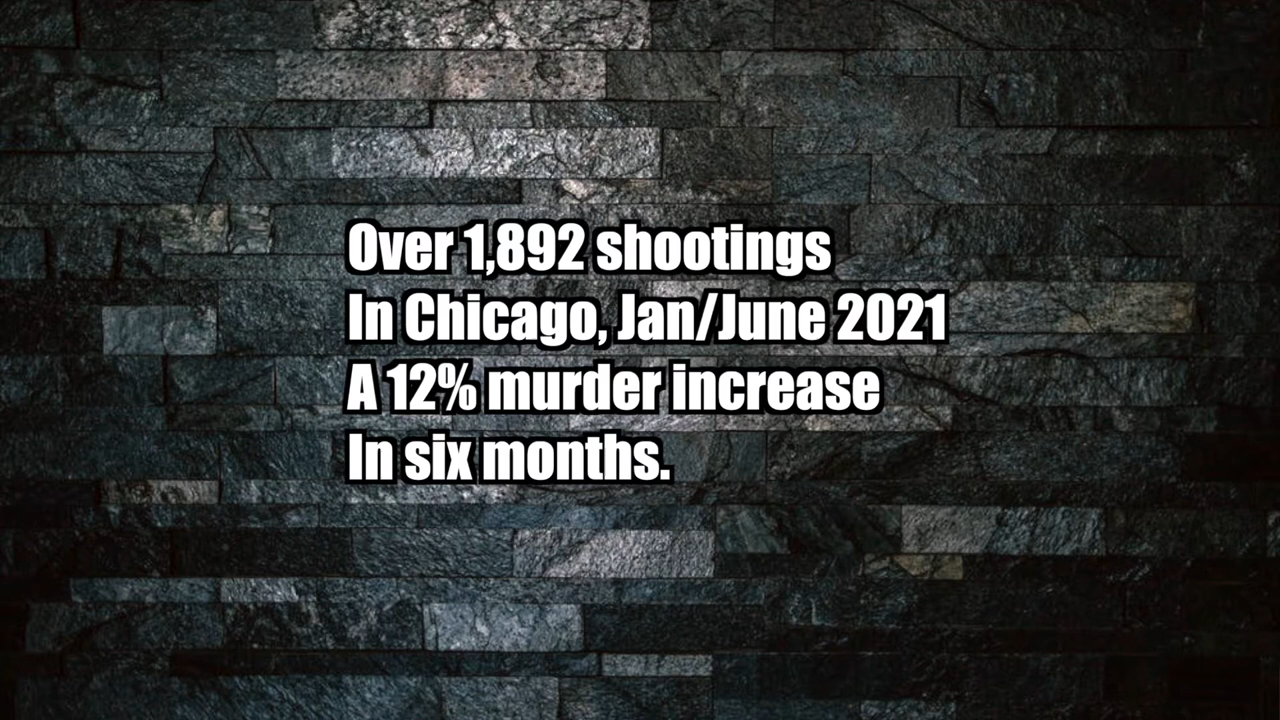 Over 1,892 shootings
In Chicago, Jan/June 2021
A 12% murder increase
In six months.